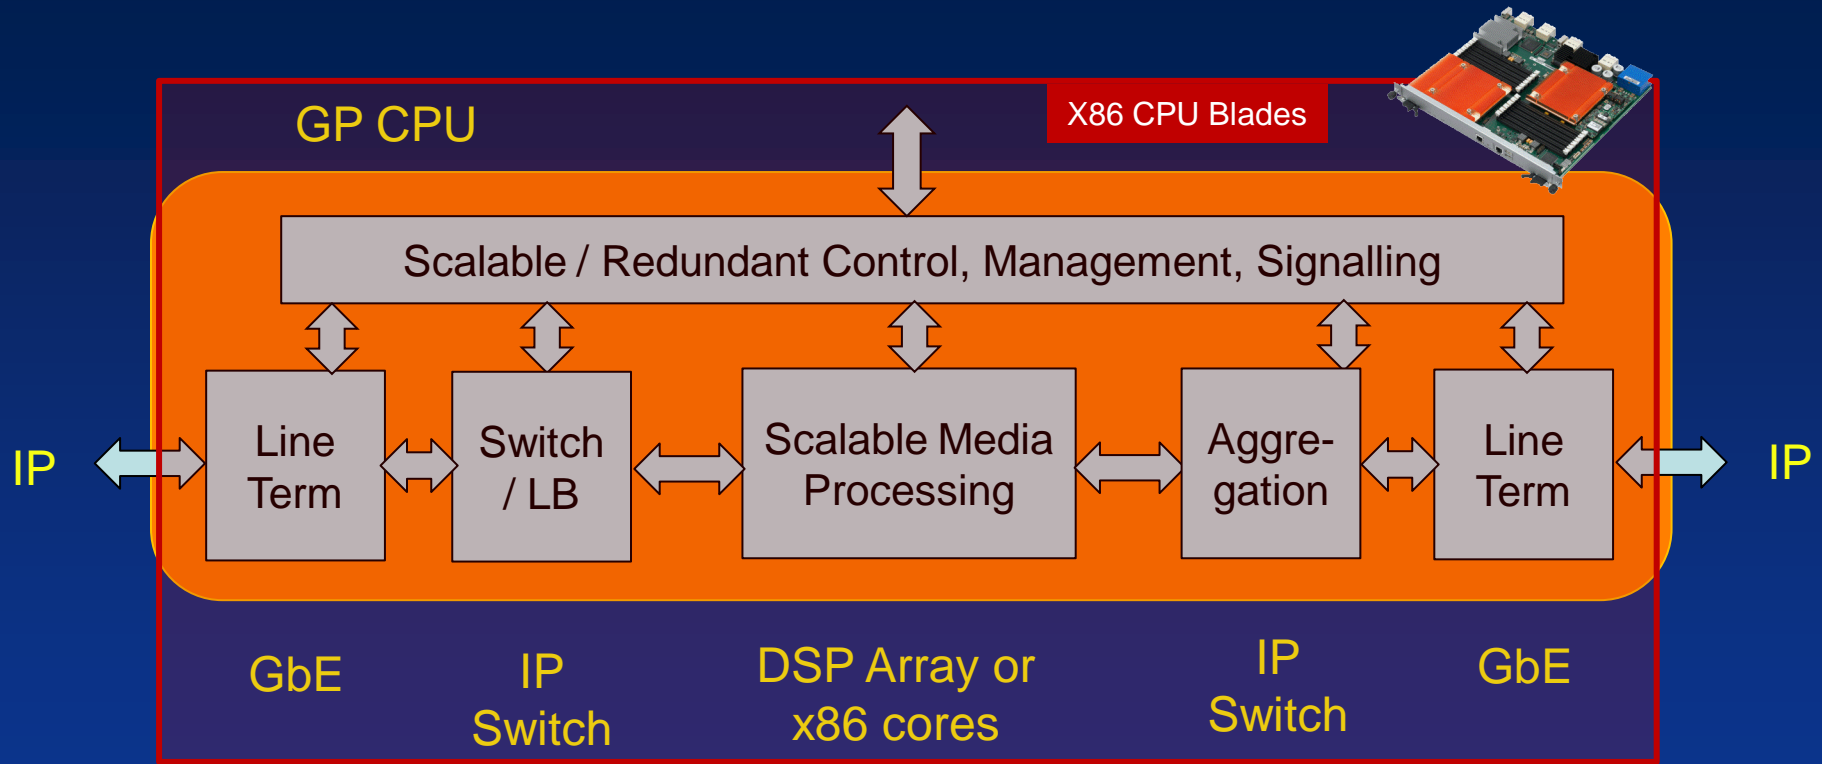 GP CPU
X86 CPU Blades
Scalable / Redundant Control, Management, Signalling
IP
Line
Term
Switch
/ LB
Scalable Media
Processing
Aggre-
gation
Line
Term
IP
GbE
IP
Switch
DSP Array or
x86 cores
IP
Switch
GbE